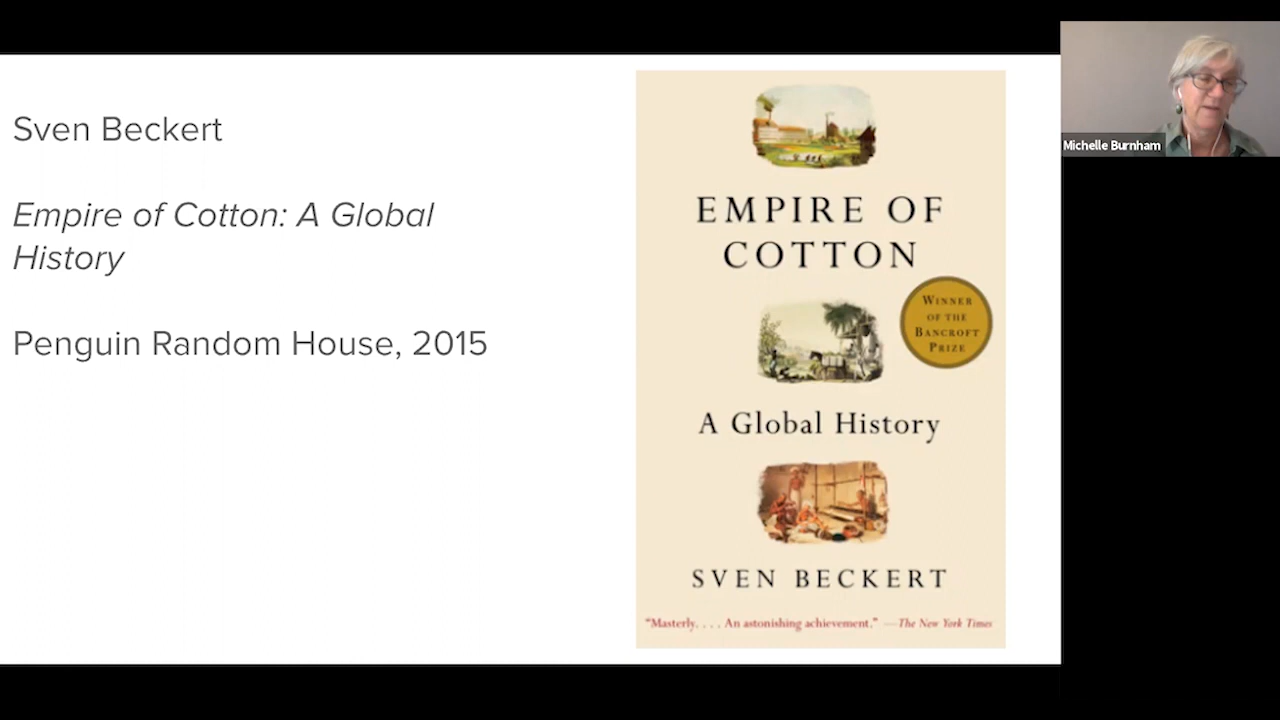 Sven Beckert
Empire of Cotton: A Global
History
Penguin Random House, 2015
EMPIRE OF
COTTON
WINNER
OF THE
BANCROFT
PRIZE
A Global History
SVEN BECKERT
“Masterly. . . . An astonishing achievement.” —The New York Times
Michelle Burnham